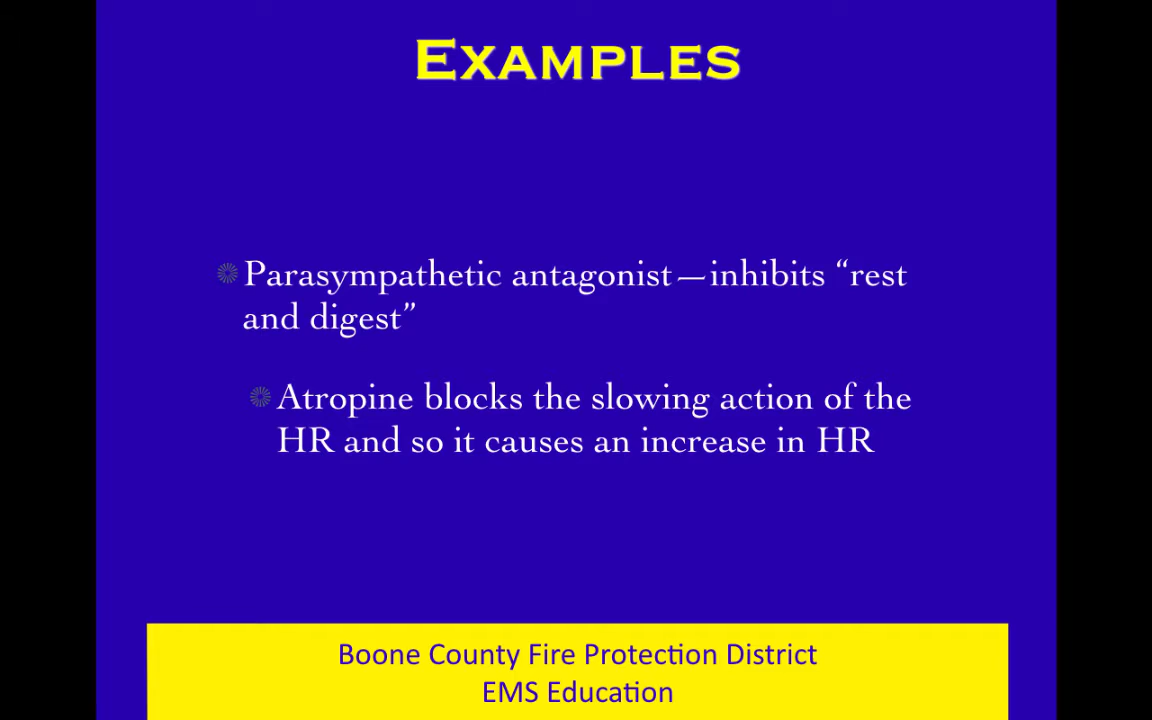 EXAMPLES
Parasympathetic antagonist—inhibits “rest
and digest”
Atropine blocks the slowing action of the
HR and so it causes an increase in HR
Boone County Fire Protection District
EMS Education